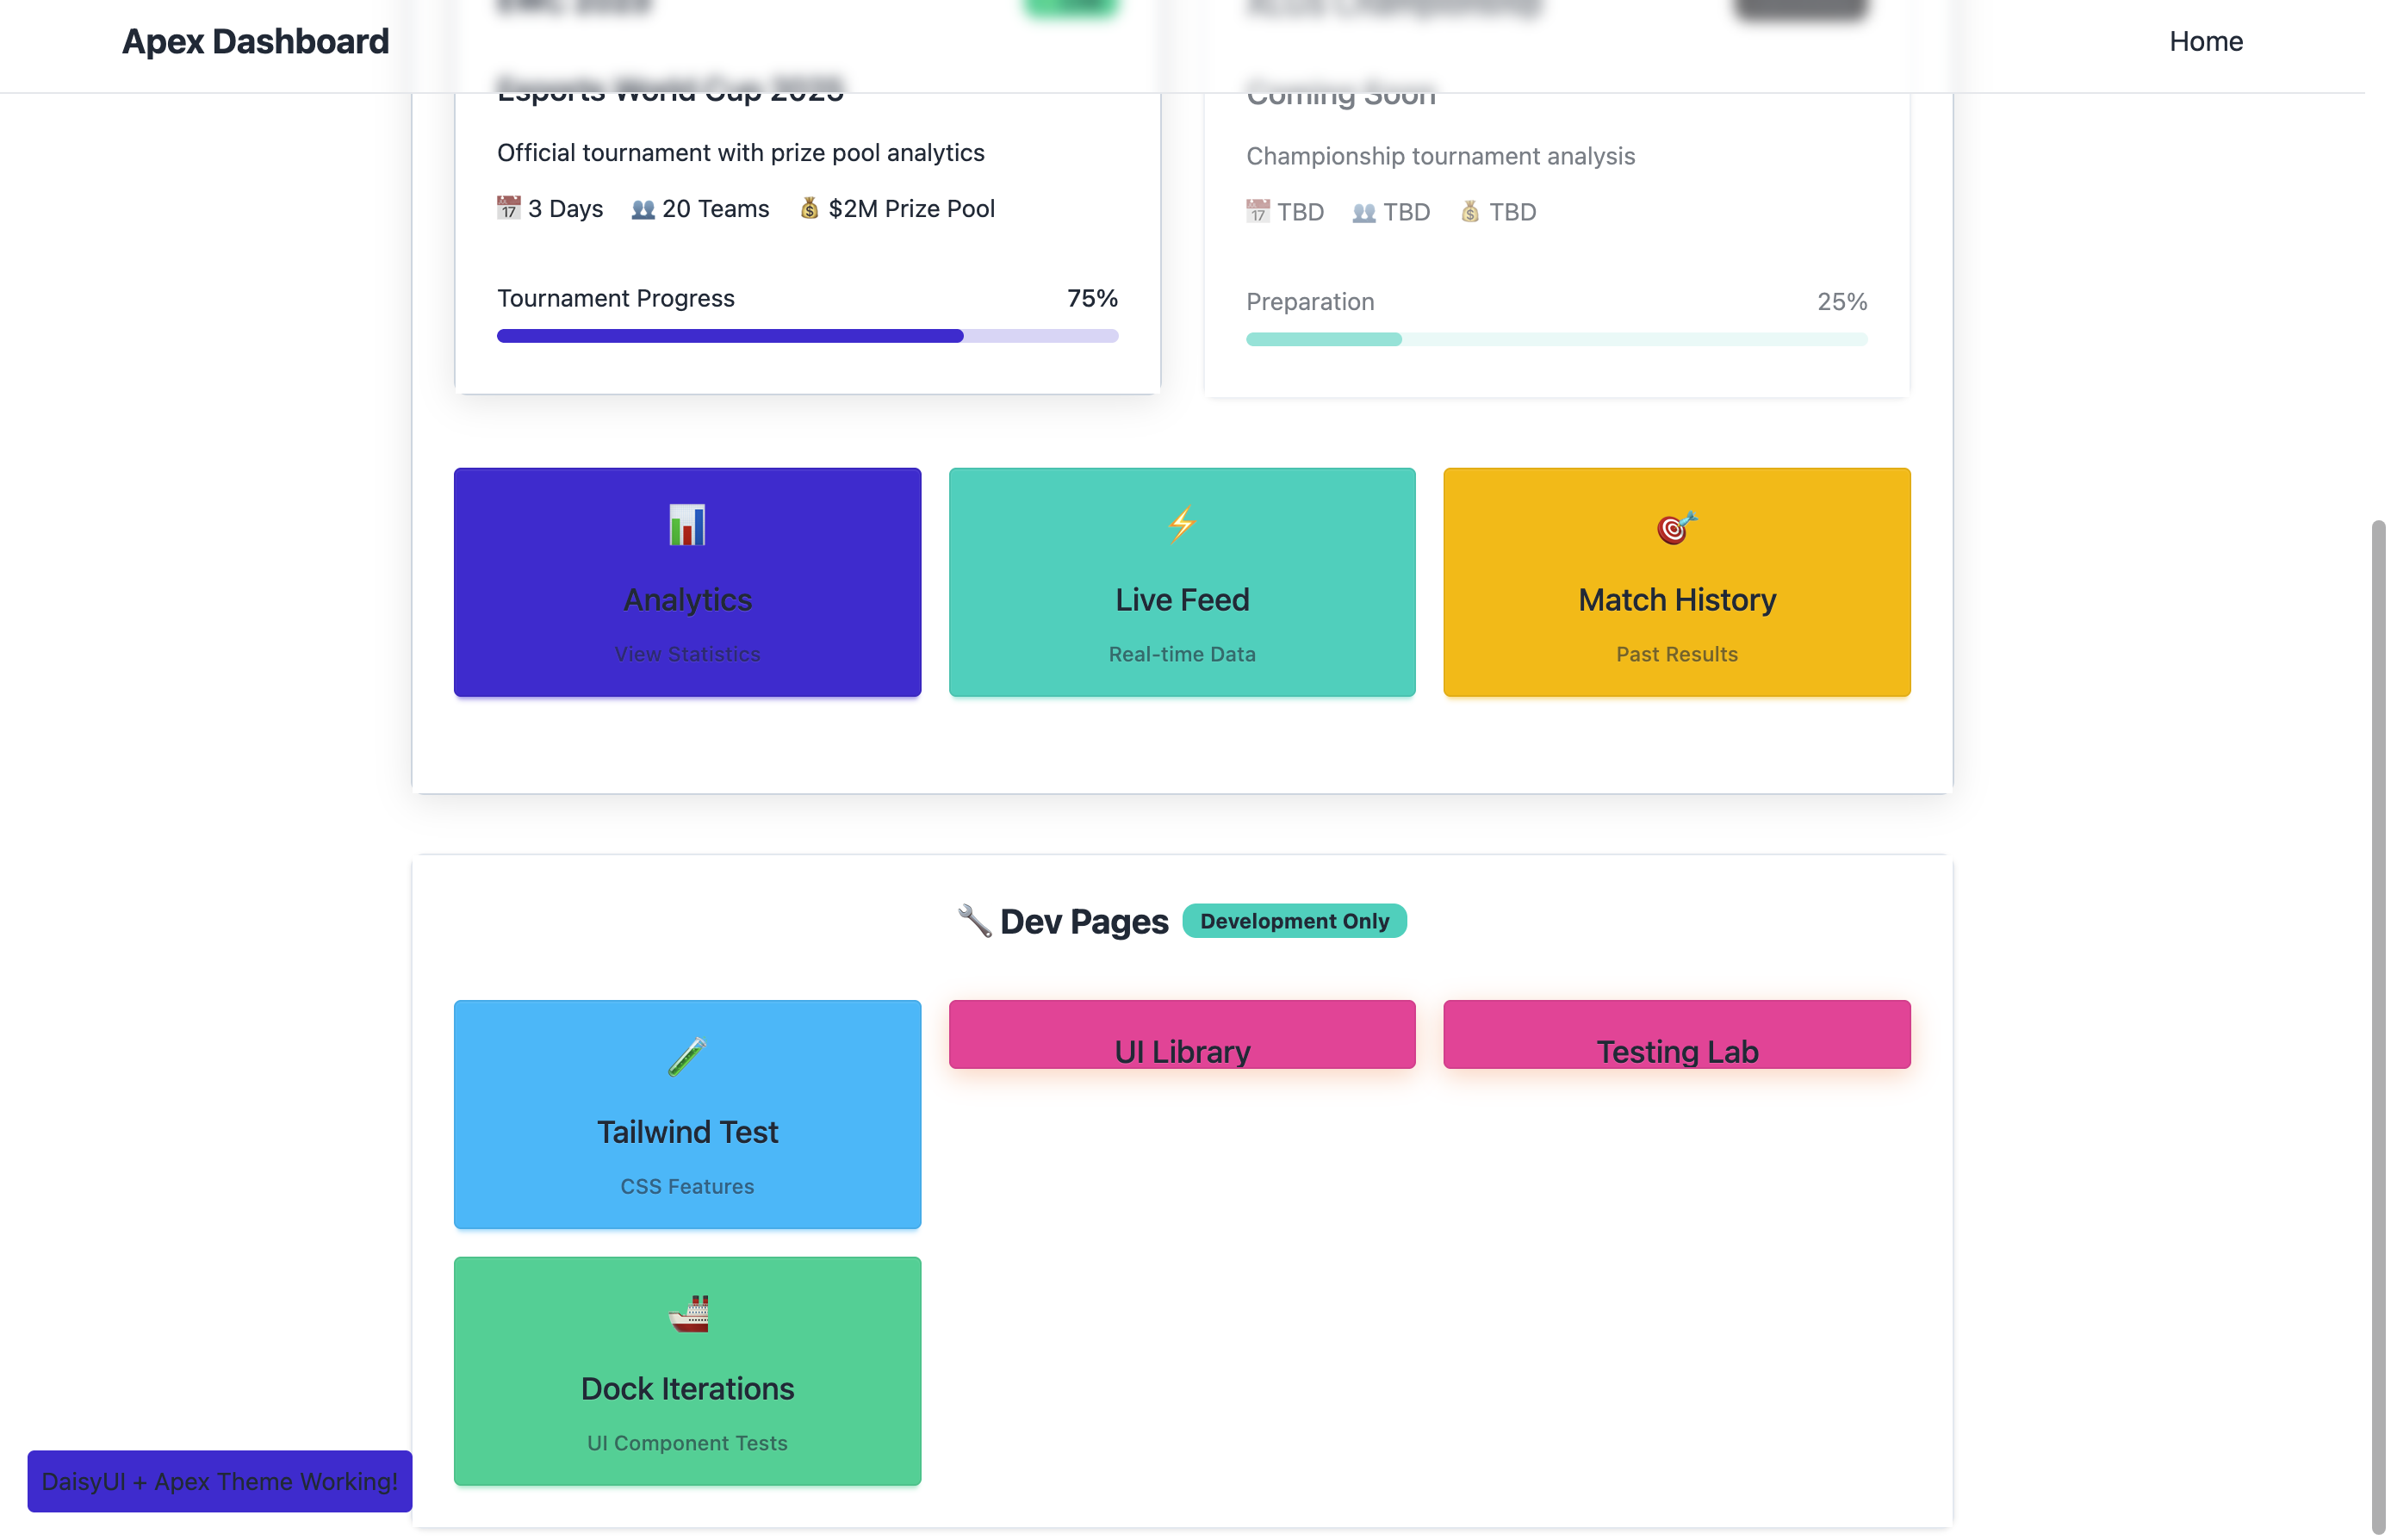 Apex Dashboard
Home
Esports World Cup 2025
Coming Soon
Official tournament with prize pool analytics
Championship tournament analysis
3 Days 20 Teams $2M Prize Pool
TBD TBD TBD
Tournament Progress 75%
Preparation 25%
Analytics
View Statistics
Live Feed
Real-time Data
Match History
Past Results
Dev Pages
Development Only
Tailwind Test
CSS Features
UI Library
Testing Lab
Dock Iterations
UI Component Tests
DaisyUI + Apex Theme Working!